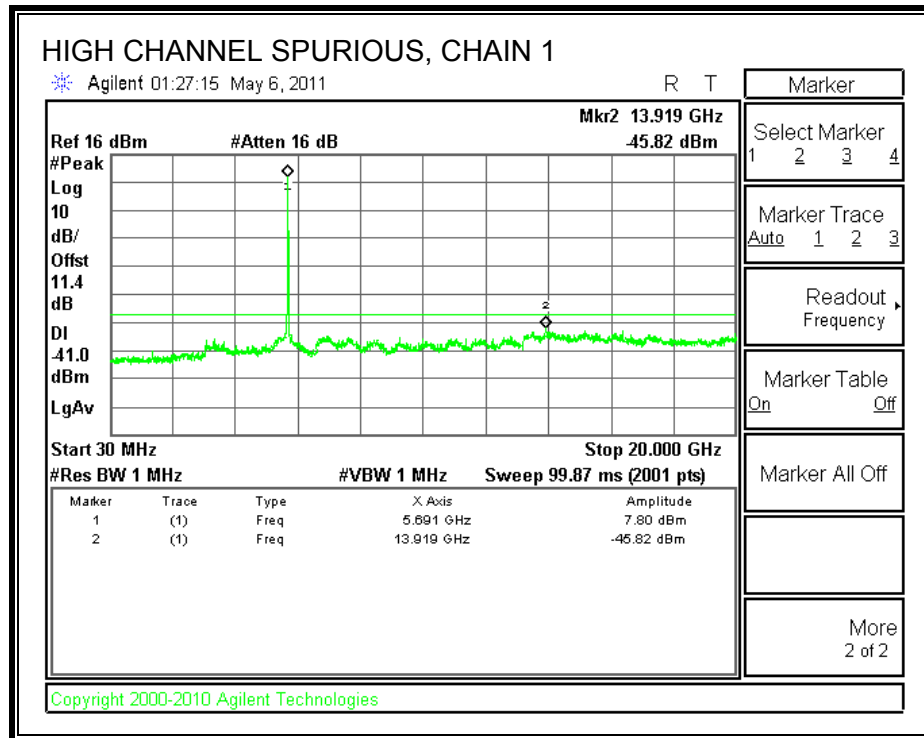 HIGH CHANNEL SPURIOUS, CHAIN 1
Agilent 01:27:15 May 6, 2011 R T
Mkr2 13.919 GHz
Ref 16 dBm #Atten 16 dB -45.82 dBm
#Peak
Log
10
dB/
Offst
11.4
dB
DI
-41.0
dBm
LgAv
1
2
Start 30 MHz Stop 20.000 GHz
#Res BW 1 MHz #VBW 1 MHz Sweep 99.87 ms (2001 pts)
Marker Trace Type X Axis Amplitude
1 (1) Freq 5.691 GHz 7.80 dBm
2 (1) Freq 13.919 GHz -45.82 dBm
Marker
Select Marker
1 2 3 4
Marker Trace
Auto 1 2 3
Readout
Frequency
Marker Table
On Off
Marker All Off
More
2 of 2
Copyright 2000-2010 Agilent Technologies